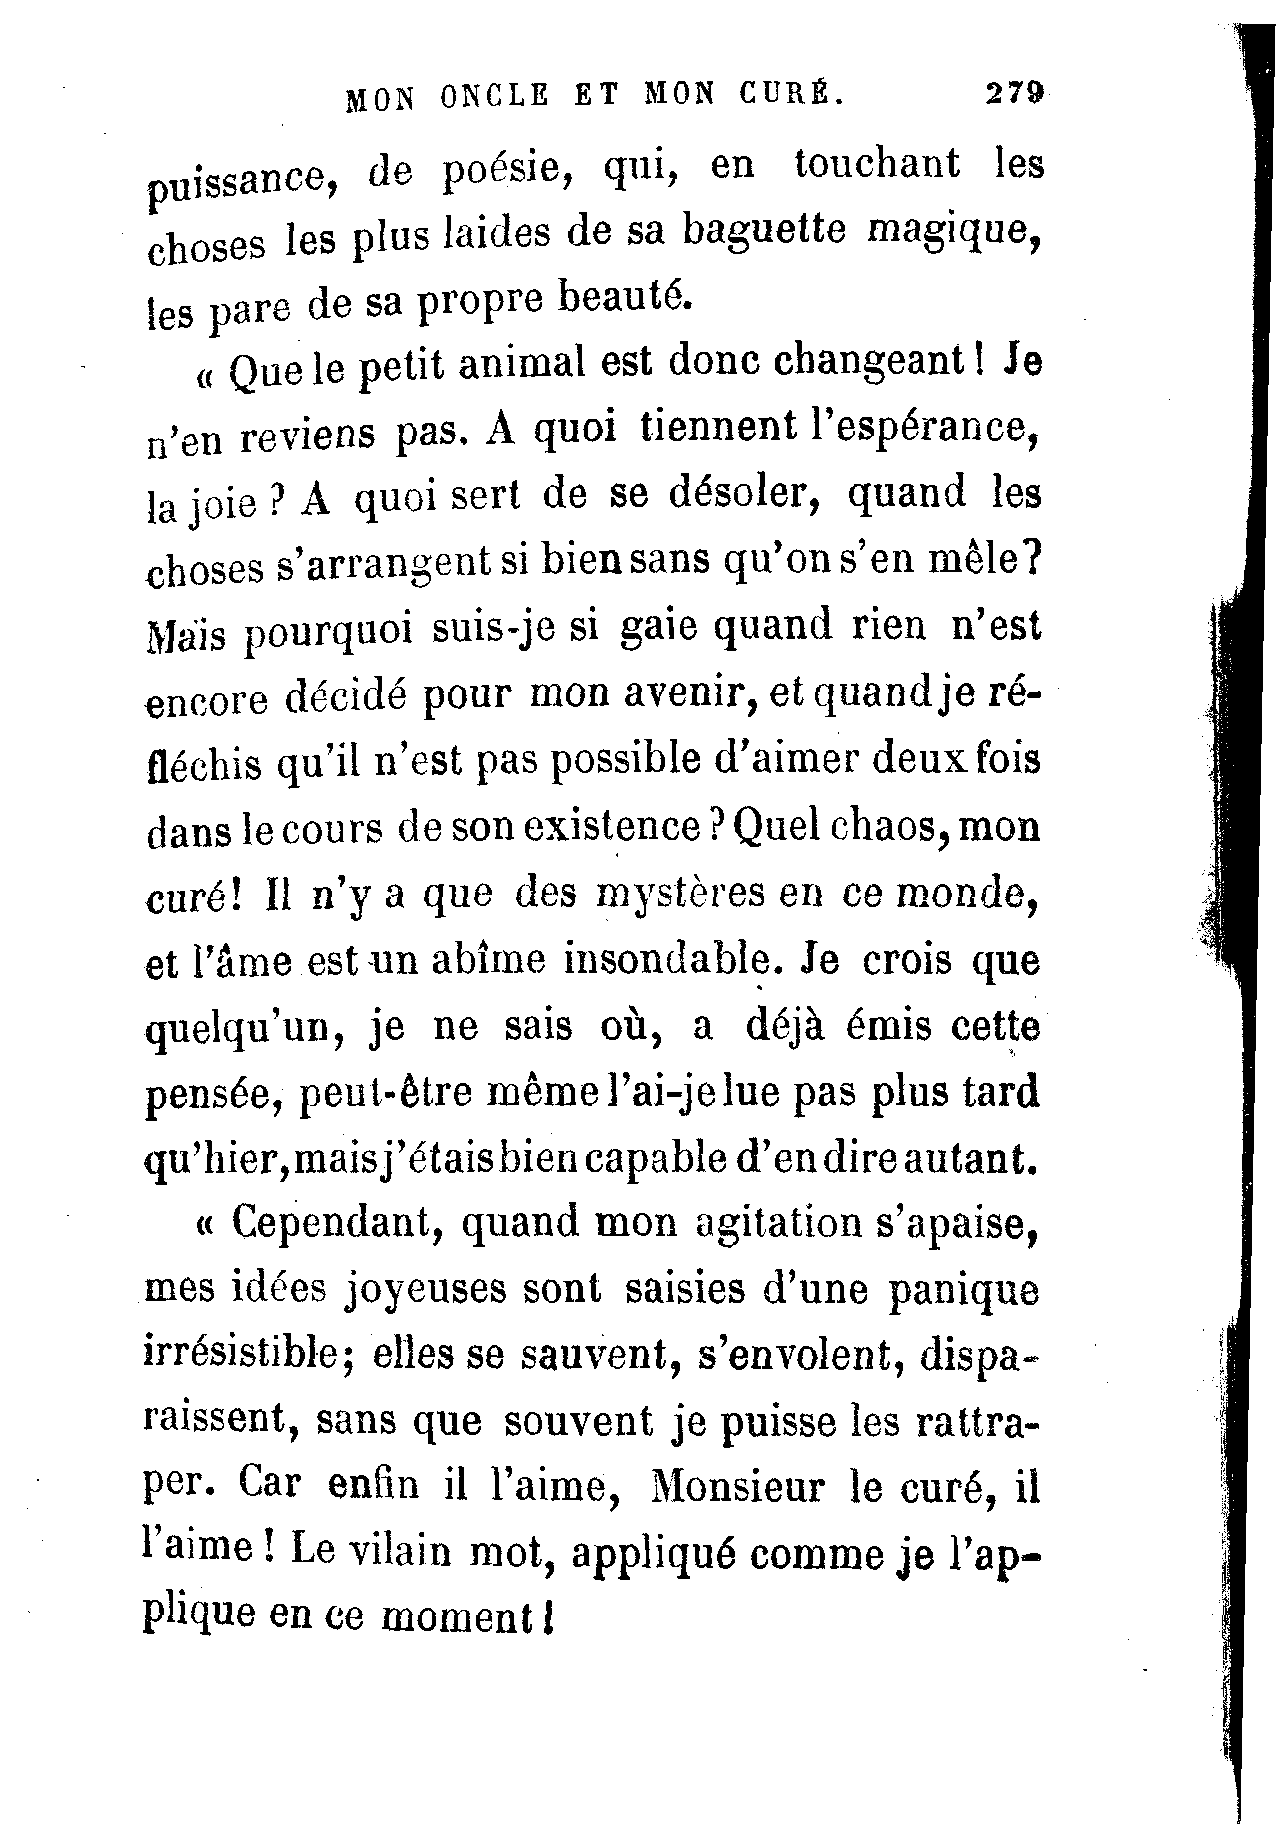 MON ONCLE ET MON CURÉ. 279
puissance, de poésie, qui, en touchant les
choses les plus laides de sa baguette magique,
les pare de sa propre beauté.
« Que le petit animal est donc changeant ! Je
n'en reviens pas. A quoi tiennent l'espérance,
la joie ? A quoi sert de se désoler, quand les
choses s'arrangent si bien sans qu'on s'en mêle ?
Mais pourquoi suis-je si gaie quand rien n'est
encore décidé pour mon avenir, et quand je ré-
fléchis qu'il n'est pas possible d'aimer deux fois
dans le cours de son existence ? Quel chaos, mon
curé ! Il n'y a que des mystères en ce monde,
et l'âme est un abîme insondable. Je crois que
quelqu'un, je ne sais où, a déjà émis cette
pensée, peut-être même l'ai-je lue pas plus tard
qu'hier, mais j'étais bien capable d'en dire autant.
« Cependant, quand mon agitation s'apaise,
mes idées joyeuses sont saisies d'une panique
irrésistible; elles se sauvent, s'envolent, dispa-
raissent, sans que souvent je puisse les rattra-
per. Car enfin il l'aime, Monsieur le curé, il
l'aime ! Le vilain mot, appliqué comme je l'ap-
plique en ce moment !